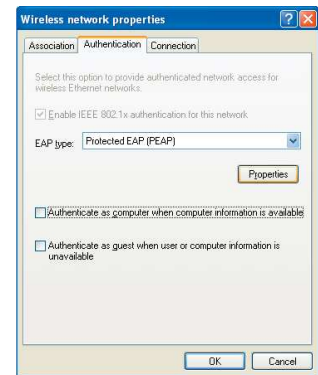 Wireless network properties
Association Authentication Connection
Select this option to provide authenticated network access for
wireless Ethernet networks.
Enable IEEE 802.1x authentication for this network
EAP type: Protected EAP (PEAP)
Properties
Authenticate as computer when computer information is available
Authenticate as guest when user or computer information is
unavailable
OK Cancel